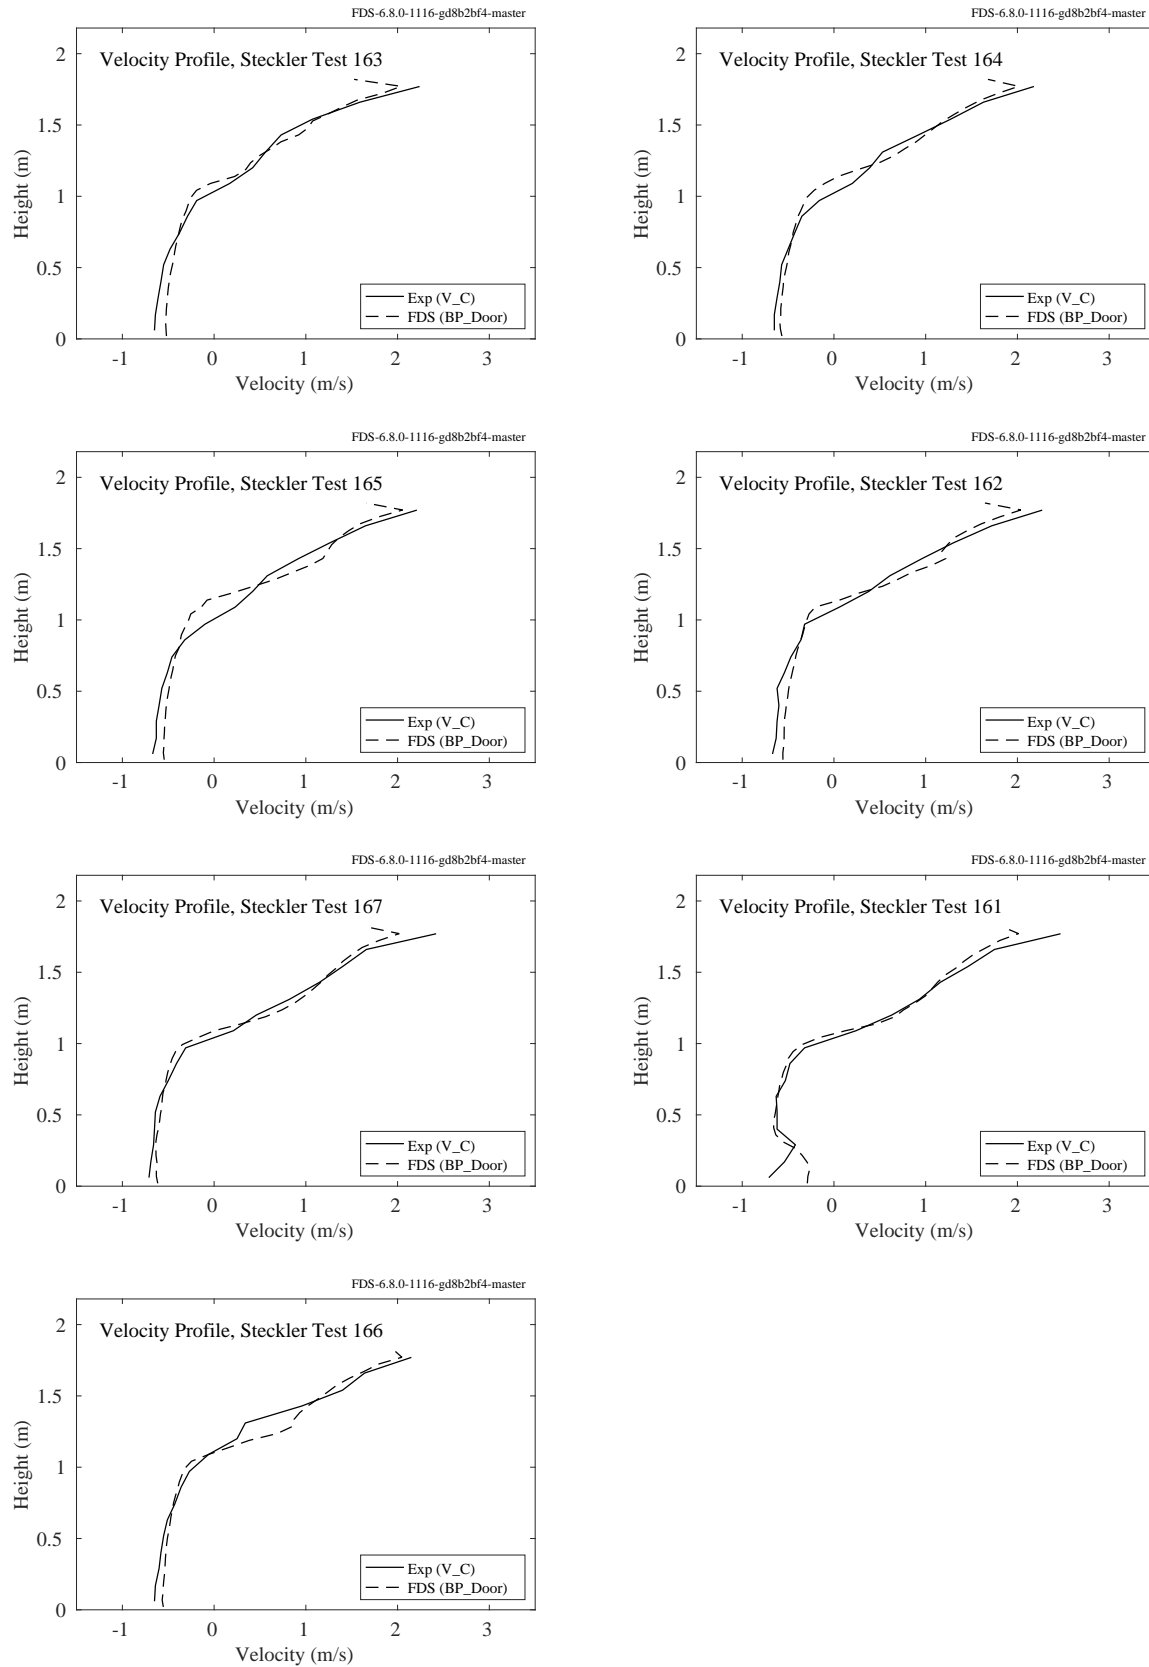 FDS-6.8.0-1116-gd8b2bf4-master
Velocity Profile, Steckler Test 163
2
1.5
1
0.5
0
Height (m)
Exp (V_C)
FDS (BP_Door)
-1 0 1 2 3
Velocity (m/s)
FDS-6.8.0-1116-gd8b2bf4-master
Velocity Profile, Steckler Test 164
2
1.5
1
0.5
0
Height (m)
Exp (V_C)
FDS (BP_Door)
-1 0 1 2 3
Velocity (m/s)
FDS-6.8.0-1116-gd8b2bf4-master
Velocity Profile, Steckler Test 165
2
1.5
1
0.5
0
Height (m)
Exp (V_C)
FDS (BP_Door)
-1 0 1 2 3
Velocity (m/s)
FDS-6.8.0-1116-gd8b2bf4-master
Velocity Profile, Steckler Test 162
2
1.5
1
0.5
0
Height (m)
Exp (V_C)
FDS (BP_Door)
-1 0 1 2 3
Velocity (m/s)
FDS-6.8.0-1116-gd8b2bf4-master
Velocity Profile, Steckler Test 167
2
1.5
1
0.5
0
Height (m)
Exp (V_C)
FDS (BP_Door)
-1 0 1 2 3
Velocity (m/s)
FDS-6.8.0-1116-gd8b2bf4-master
Velocity Profile, Steckler Test 161
2
1.5
1
0.5
0
Height (m)
Exp (V_C)
FDS (BP_Door)
-1 0 1 2 3
Velocity (m/s)
FDS-6.8.0-1116-gd8b2bf4-master
Velocity Profile, Steckler Test 166
2
1.5
1
0.5
0
Height (m)
Exp (V_C)
FDS (BP_Door)
-1 0 1 2 3
Velocity (m/s)